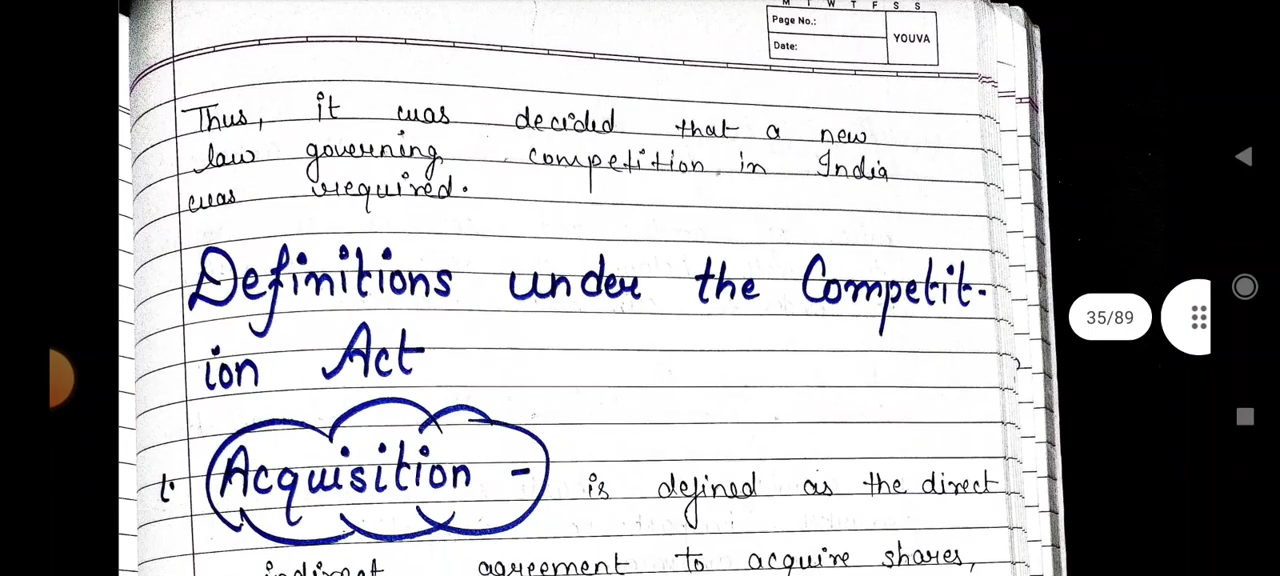 M T W T F S S
Page No.:
Date:
YOUVA
Thus, it was decided that a new
law governing competition in India
was required.
Definitions under the Competit-
ion Act
1. Acquisition - is defined as the direct
indirect agreement to acquire shares,
35/89